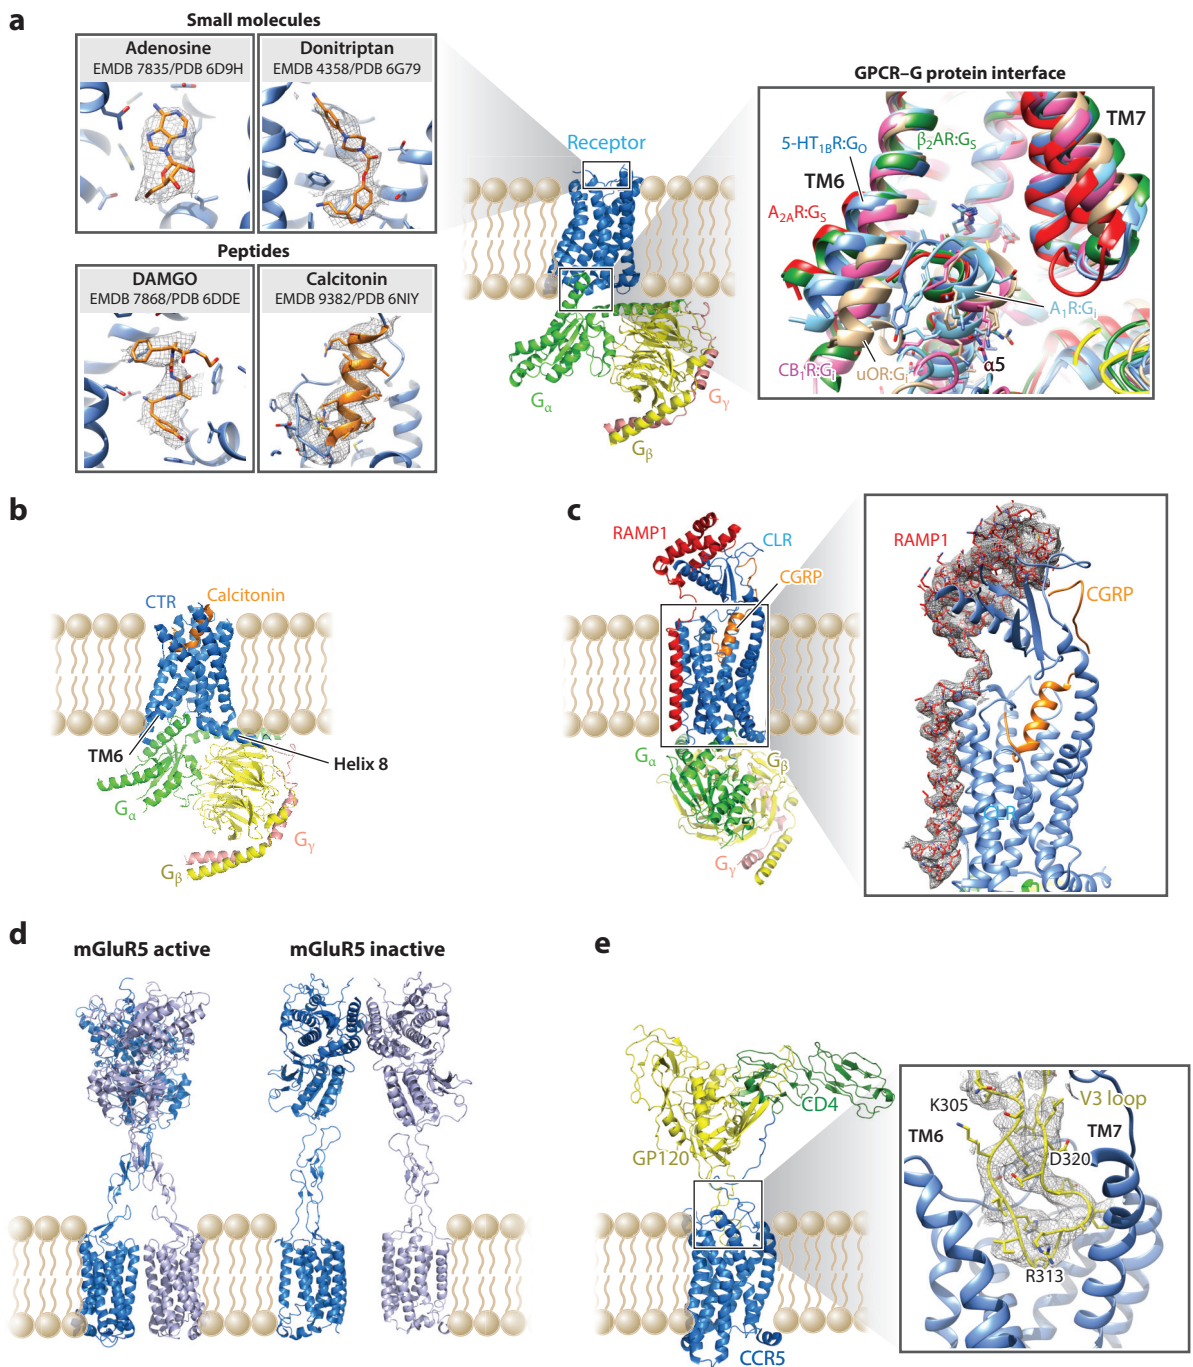 a
Small molecules
Adenosine
EMDB 7835/PDB 6D9H
Donitriptan
EMDB 4358/PDB 6G79
Peptides
DAMGO
EMDB 7868/PDB 6DDE
Calcitonin
EMDB 9382/PDB 6NIY
Receptor
Gα
Gβ
Gγ
GPCR–G protein interface
TM7
5-HT1BR:GO
β2AR:GS
TM6
A2AR:GS
A1R:Gi
α5
CB1R:Gi
uOR:Gi
b
CTR
Calcitonin
TM6
Helix 8
Gα
Gγ
Gβ
c
RAMP1
CLR
CGRP
Gα
Gβ
Gγ
RAMP1
CGRP
CLR
d
mGluR5 active
mGluR5 inactive
e
CD4
GP120
CCR5
K305
V3 loop
TM6
TM7
D320
R313